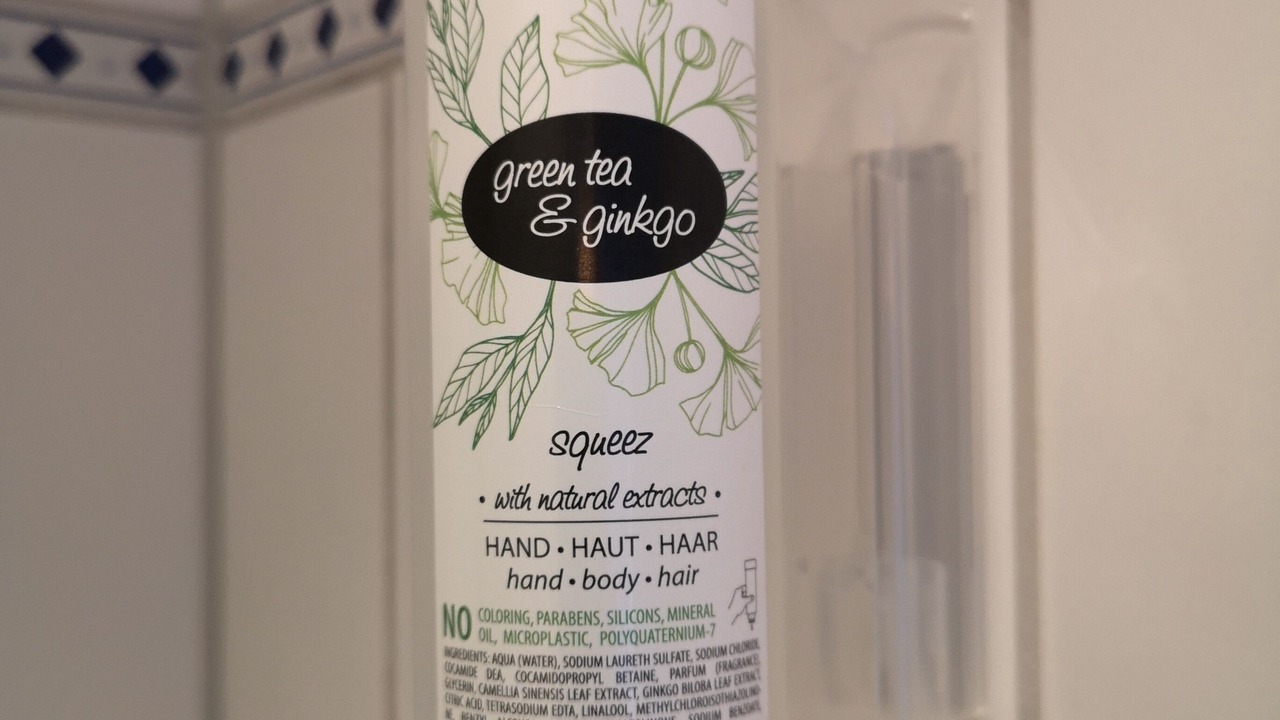 green tea
& ginkgo
squeez
• with natural extracts •
HAND • HAUT • HAAR
hand • body • hair
NO COLORING, PARABENS, SILICONS, MINERAL
OIL, MICROPLASTIC, POLYQUATERNIUM-7
INGREDIENTS: AQUA (WATER), SODIUM LAURETH SULFATE, SODIUM CHLORIDE,
COCAMIDE DEA, COCAMIDOPROPYL BETAINE, PARFUM (FRAGRANCE),
GLYCERIN, CAMELLIA SINENSIS LEAF EXTRACT, GINKGO BILOBA LEAF EXTRACT,
CITRIC ACID, TETRASODIUM EDTA, LINALOOL, METHYLCHLOROISOTHIAZOLINO-
SODIUM